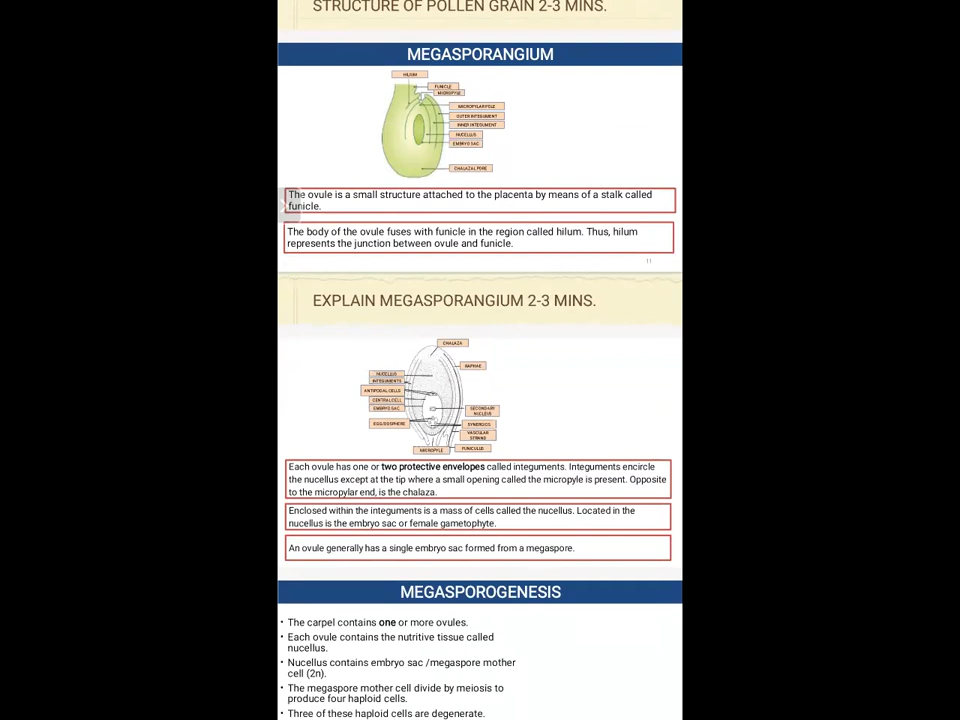 STRUCTURE OF POLLEN GRAIN 2-3 MINS.
MEGASPORANGIUM
HILIUM
FUNICLE
MICROPYLE
MICROPYLAR POLE
OUTER INTEGUMENT
INNER INTEGUMENT
NUCELLUS
EMBRYO SAC
CHALAZAL PORE
The ovule is a small structure attached to the placenta by means of a stalk called
funicle.
The body of the ovule fuses with funicle in the region called hilum. Thus, hilum
represents the junction between ovule and funicle.
11
EXPLAIN MEGASPORANGIUM 2-3 MINS.
CHALAZA
RAPHAE
NUCELLUS
INTEGUMENTS
ANTIPODAL CELLS
CENTRAL CELL
EMBRYO SAC
EGG/OOSPHERE
SECONDARY
NUCLEUS
SYNERGIDS
VASCULAR
STRAND
FUNICULUS
MICROPYLE
Each ovule has one or two protective envelopes called integuments. Integuments encircle
the nucellus except at the tip where a small opening called the micropyle is present. Opposite
to the micropylar end, is the chalaza.
Enclosed within the integuments is a mass of cells called the nucellus. Located in the
nucellus is the embryo sac or female gametophyte.
An ovule generally has a single embryo sac formed from a megaspore.
MEGASPOROGENESIS
• The carpel contains one or more ovules.
• Each ovule contains the nutritive tissue called
nucellus.
• Nucellus contains embryo sac /megaspore mother
cell (2n).
• The megaspore mother cell divide by meiosis to
produce four haploid cells.
• Three of these haploid cells are degenerate.